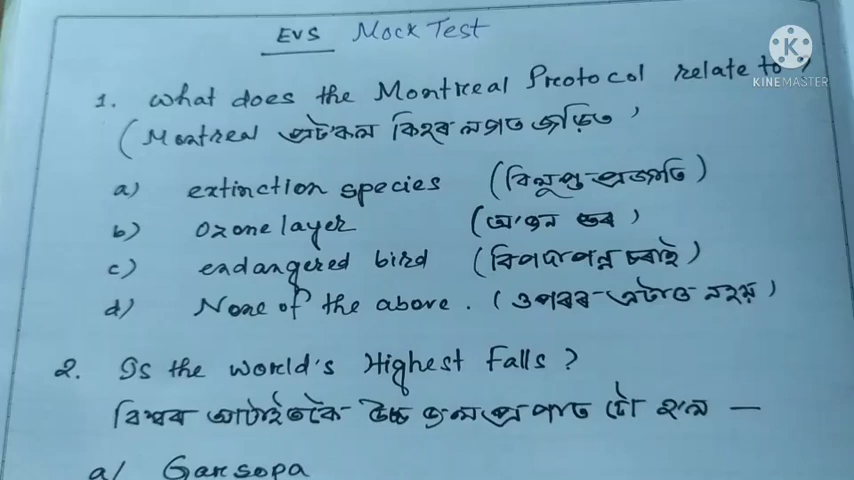 EVS Mock Test
K
KINEMASTER
1. What does the Montreal Protocol relate to?
(Montreal প্ৰট'কল কিহৰ লগত জড়িত,
a) extinction species (বিলুপ্ত প্ৰজাতি)
b) Ozone layer (অ'জন স্তৰ)
c) endangered bird (বিপদাপন্ন চৰাই)
d) None of the above. (ওপৰৰ এটাও নহয়)
2. Is the World's Highest Falls?
বিশ্বৰ আটাইতকৈ উচ্চ জলপ্ৰপাত টো হ'ল —
a/ Garsopa